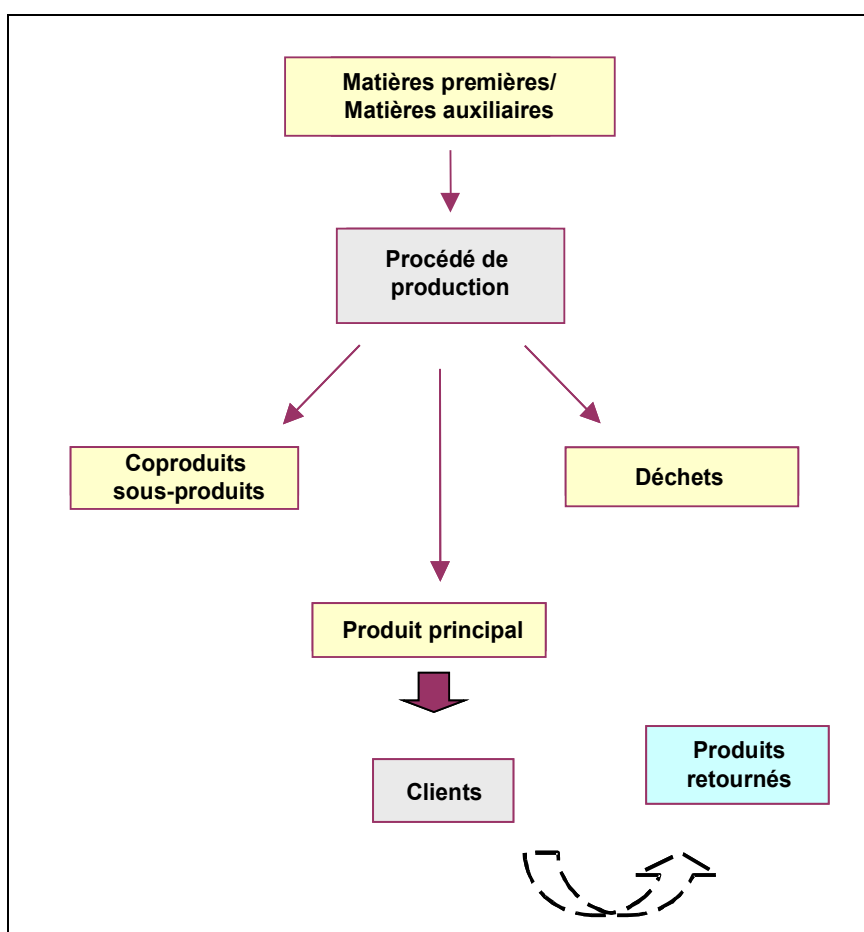 Matières premières/
Matières auxiliaires
Procédé de
production
Coproduits
sous-produits
Déchets
Produit principal
Produits
retournés
Clients